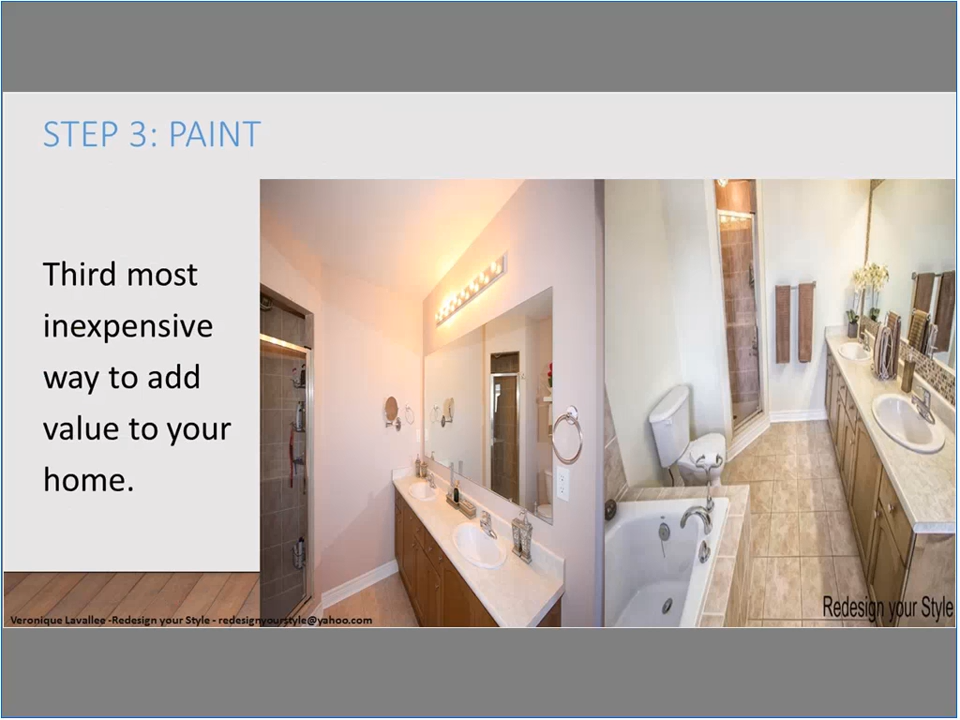 STEP 3: PAINT
Third most
inexpensive
way to add
value to your
home.
Redesign your Style
Veronique Lavallee -Redesign your Style - redesignyourstyle@yahoo.com